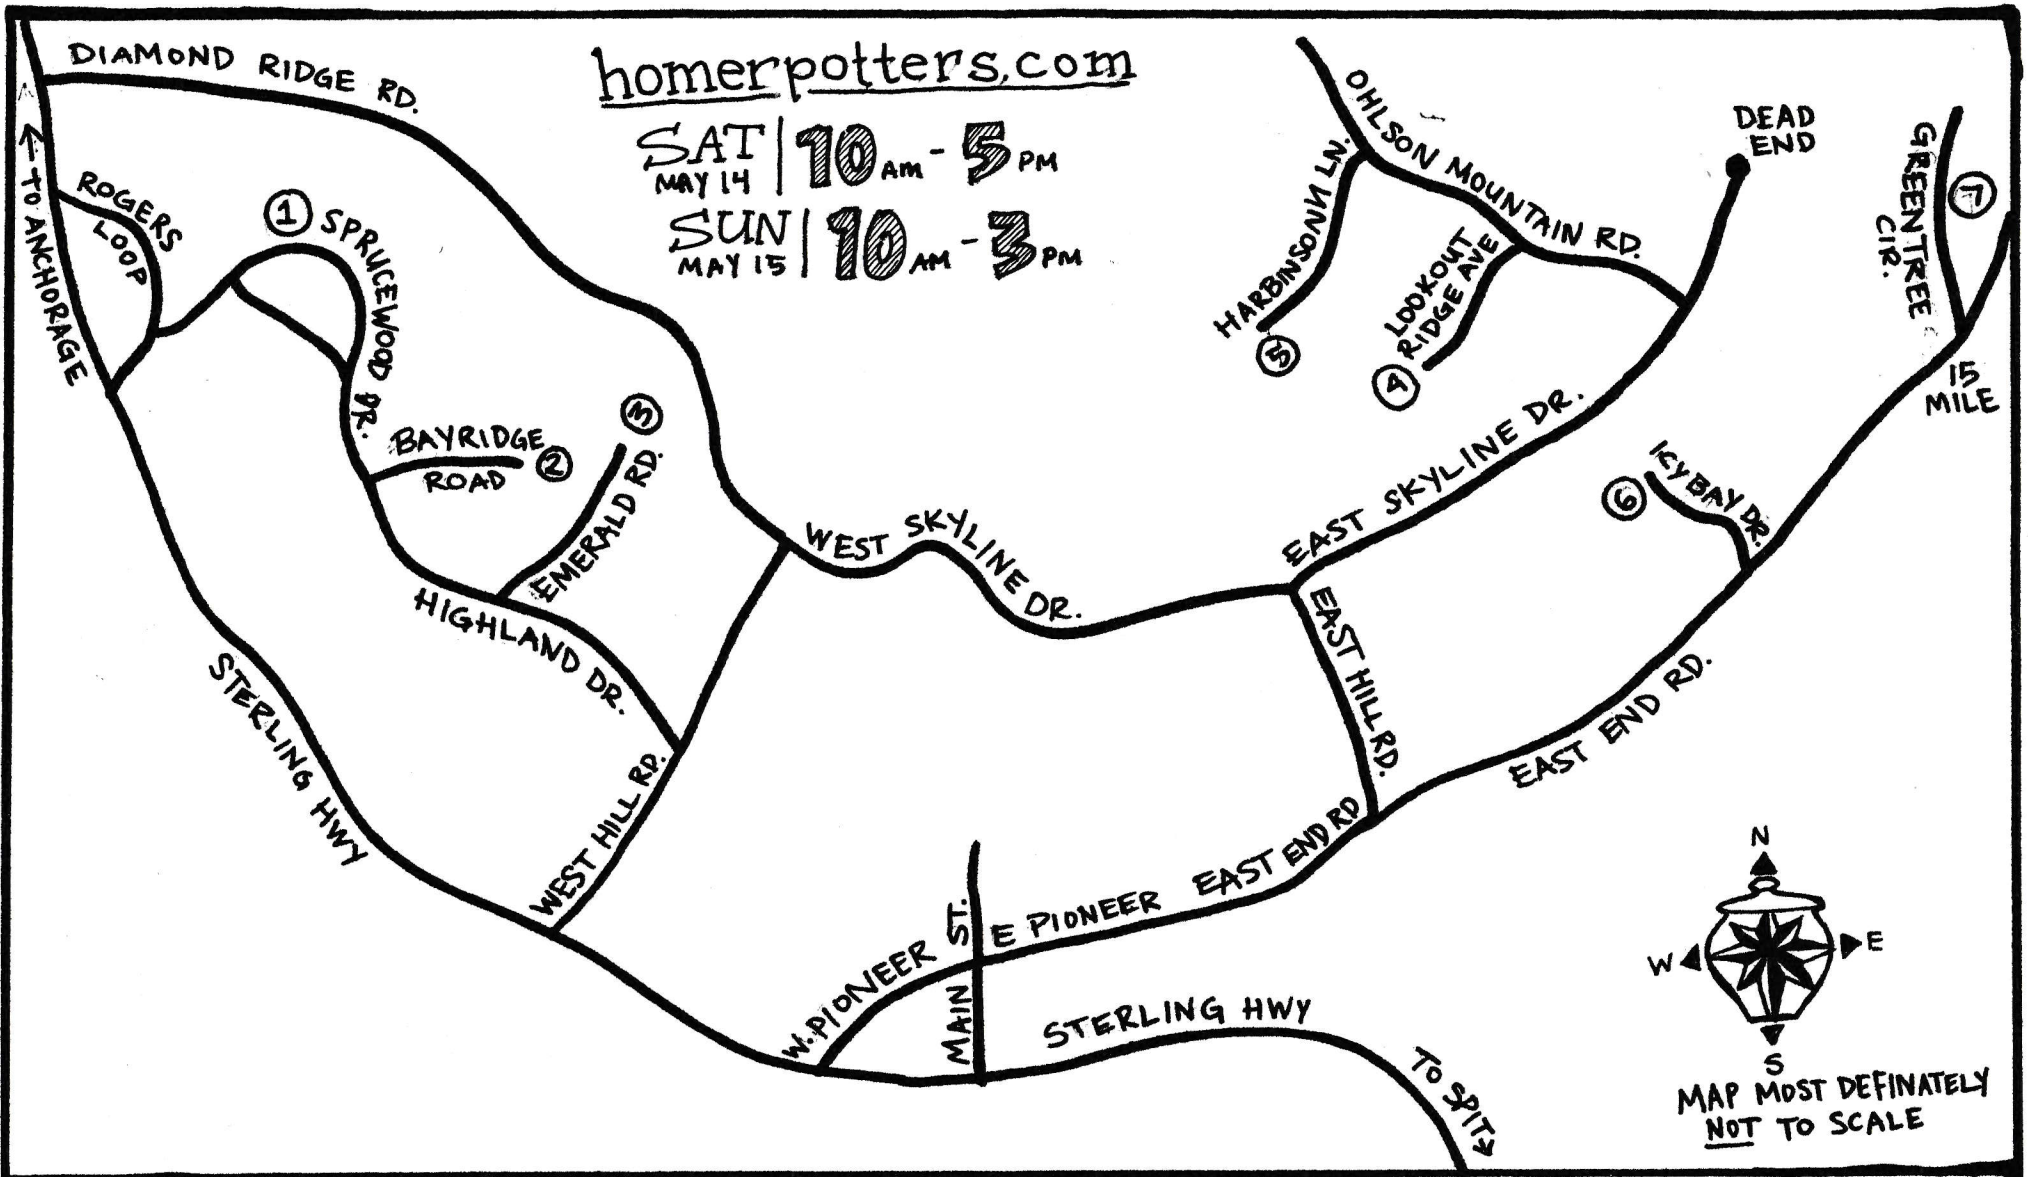 homerpotters.com
SAT MAY 14 | 10 AM - 5 PM
SUN MAY 15 | 10 AM - 3 PM
DIAMOND RIDGE RD.
← TO ANCHORAGE
ROGERS
LOOP
1
SPRUCEWOOD DR.
BAYRIDGE
ROAD
2
3
EMERALD RD.
HIGHLAND DR.
STERLING HWY
WEST HILL RD.
WEST SKYLINE DR.
OHLSON MOUNTAIN RD.
HARBINSONN LN.
5
LOOKOUT
RIDGE AVE
4
DEAD
END
EAST SKYLINE DR.
GREENTREE
CIR.
7
15
MILE
ICY BAY DR.
6
EAST HILL RD.
EAST END RD.
EAST END RD
E PIONEER
W. PIONEER
MAIN ST.
STERLING HWY
TO SPIT →
N
W
E
S
MAP MOST DEFINATELY
NOT TO SCALE